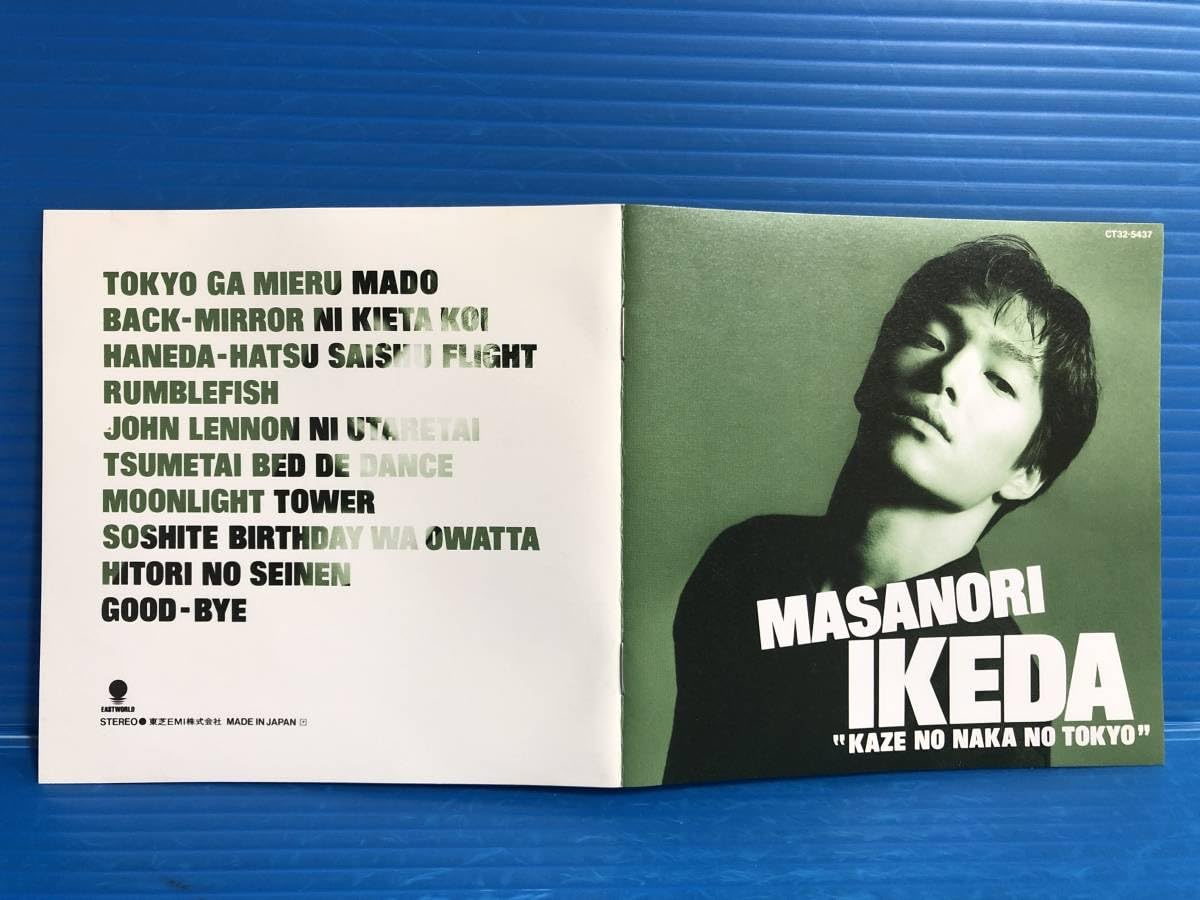 TOKYO GA MIERU MADO
BACK-MIRROR NI KIETA KOI
HANEDA-HATSU SAISHU FLIGHT
RUMBLEFISH
JOHN LENNON NI UTARETAI
TSUMETAI BED DE DANCE
MOONLIGHT TOWER
SOSHITE BIRTHDAY WA OWATTA
HITORI NO SEINEN
GOOD-BYE
EASTWORLD
STEREO● 東芝EMI株式会社 MADE IN JAPAN
CT32-5437
MASANORI
IKEDA
"KAZE NO NAKA NO TOKYO"